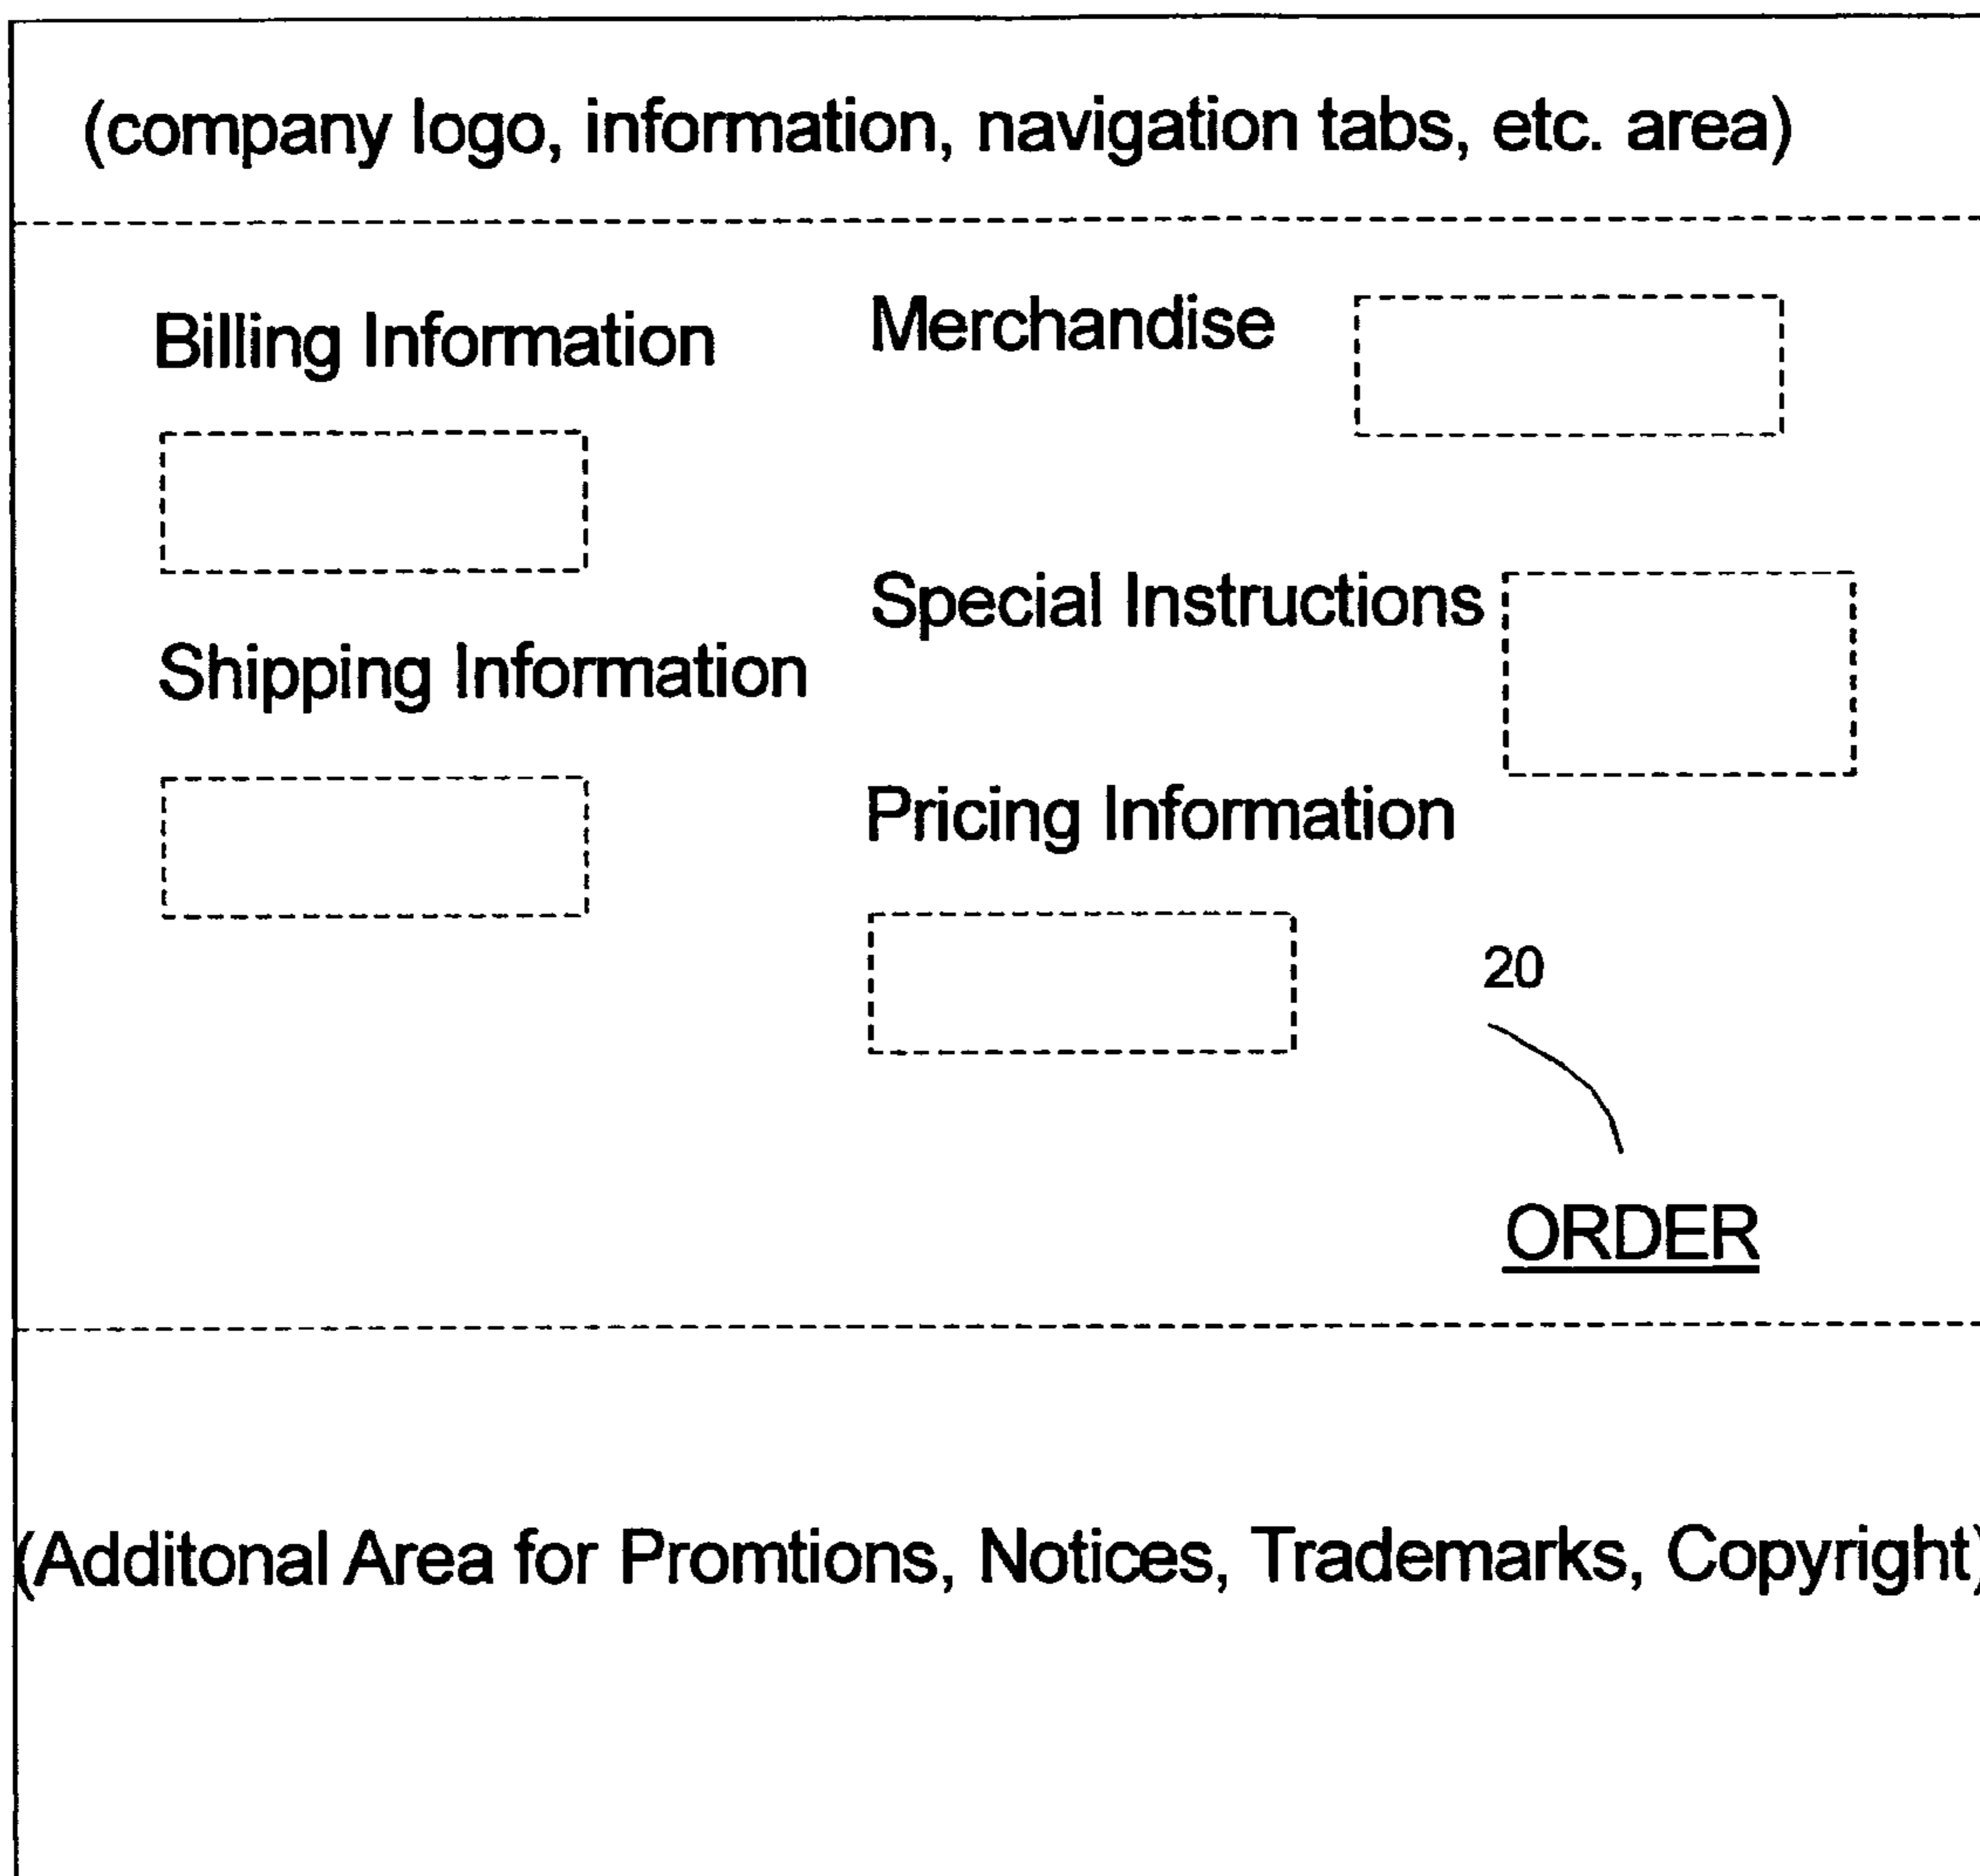 (company logo, information, navigation tabs, etc. area)
Billing Information
Merchandise
Special Instructions
Shipping Information
Pricing Information
20
ORDER
(Additonal Area for Promtions, Notices, Trademarks, Copyright)